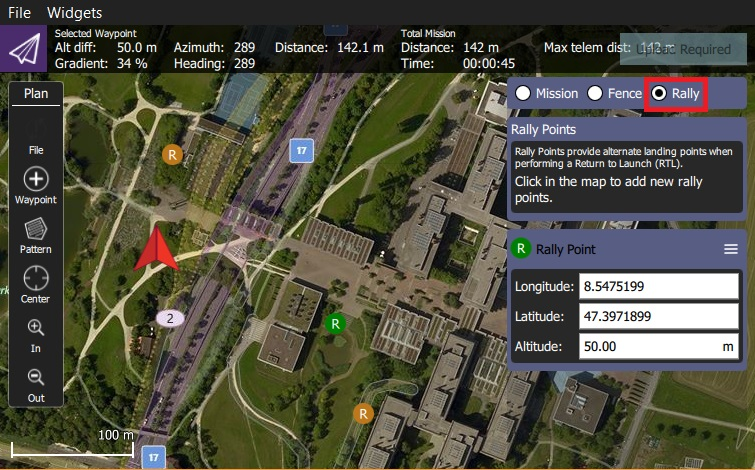 File Widgets
Selected Waypoint
Alt diff: 50.0 m Azimuth: 289 Distance: 142.1 m
Gradient: 34 % Heading: 289
Total Mission
Distance: 142 m Max telem dist: 142 m
Time: 00:00:45
Upload Required
Plan
File
Waypoint
Pattern
Center
In
Out
Mission Fence Rally
Rally Points
Rally Points provide alternate landing points when
performing a Return to Launch (RTL).
Click in the map to add new rally
points.
R Rally Point
Longitude: 8.5475199
Latitude: 47.3971899
Altitude: 50.00 m
R
17
2
R
R
100 m
17